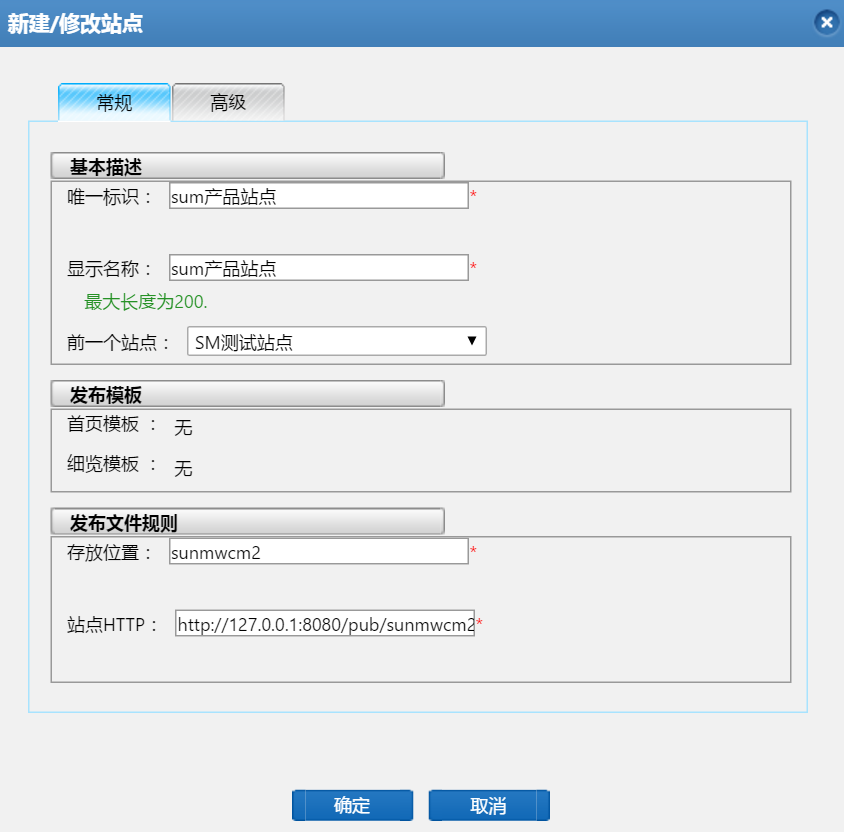 新建/修改站点
常规 高级
基本描述
唯一标识： sum产品站点*
显示名称： sum产品站点*
最大长度为200.
前一个站点： SM测试站点
发布模板
首页模板 ： 无
细览模板 ： 无
发布文件规则
存放位置： sunmwcm2*
站点HTTP： http://127.0.0.1:8080/pub/sunmwcm2*
确定 取消